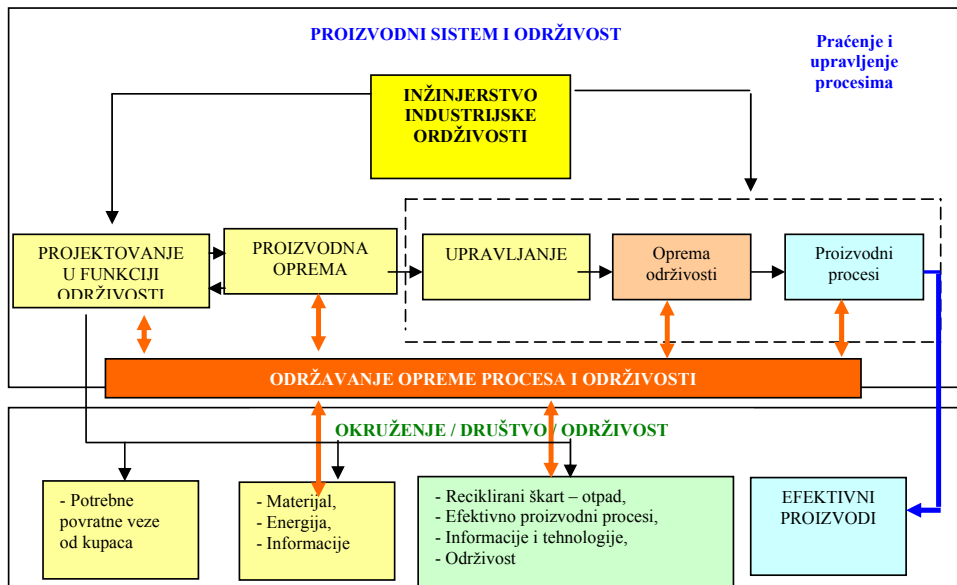 PROIZVODNI SISTEM I ODRŽIVOST
Praćenje i
upravljenje
procesima
INŽINJERSTVO
INDUSTRIJSKE
ORDŽIVOSTI
PROJEKTOVANJE
U FUNKCIJI
ODRŽIVOSTI
PROIZVODNA
OPREMA
UPRAVLJANJE
Oprema
održivosti
Proizvodni
procesi
ODRŽAVANJE OPREME PROCESA I ODRŽIVOSTI
OKRUŽENJE / DRUŠTVO / ODRŽIVOST
- Potrebne
povratne veze
od kupaca
- Materijal,
- Energija,
- Informacije
- Reciklirani škart – otpad,
- Efektivno proizvodni procesi,
- Informacije i tehnologije,
- Održivost
EFEKTIVNI
PROIZVODI